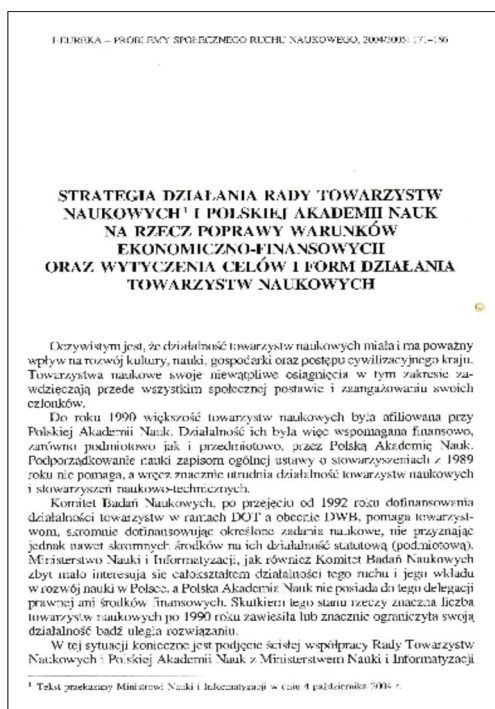 HEUREKA – PROBLEMY SPOŁECZNEGO RUCHU NAUKOWEGO, 2004/2005: 171–186
STRATEGIA DZIAŁANIA RADY TOWARZYSTW
NAUKOWYCH¹ I POLSKIEJ AKADEMII NAUK
NA RZECZ POPRAWY WARUNKÓW
EKONOMICZNO-FINANSOWYCH
ORAZ WYTYCZENIA CELÓW I FORM DZIAŁANIA
TOWARZYSTW NAUKOWYCH
Oczywistym jest, że działalność towarzystw naukowych miała i ma poważny
wpływ na rozwój kultury, nauki, gospodarki oraz postępu cywilizacyjnego kraju.
Towarzystwa naukowe swoje niewątpliwe osiągnięcia w tym zakresie za-
wdzięczają przede wszystkim społecznej postawie i zaangażowaniu swoich
członków.
Do roku 1990 większość towarzystw naukowych była afiliowana przy
Polskiej Akademii Nauk. Działalność ich była więc wspomagana finansowo,
zarówno podmiotowo jak i przedmiotowo, przez Polską Akademię Nauk.
Podporządkowanie nauki zapisom ogólnej ustawy o stowarzyszeniach z 1989
roku nie pomaga, a wręcz znacznie utrudnia działalność towarzystw naukowych
i stowarzyszeń naukowo-technicznych.
Komitet Badań Naukowych, po przejęciu od 1992 roku dofinansowania
działalności towarzystw w ramach DOT a obecnie DWB, pomaga towarzyst-
wom, skromnie dofinansowując określone zadania naukowe, nie przyznając
jednak nawet skromnych środków na ich działalność statutową (podmiotową).
Ministerstwo Nauki i Informatyzacji, jak również Komitet Badań Naukowych
zbyt mało interesują się całokształtem działalności tego ruchu i jego wkładu
w rozwój nauki w Polsce, a Polska Akademia Nauk nie posiada do tego delegacji
prawnej ani środków finansowych. Skutkiem tego stanu rzeczy znaczna liczba
towarzystw naukowych po 1990 roku zawiesiła lub znacznie ograniczyła swoją
działalność bądź uległa rozwiązaniu.
W tej sytuacji konieczne jest podjęcie ścisłej współpracy Rady Towarzystw
Naukowych i Polskiej Akademii Nauk z Ministerstwem Nauki i Informatyzacji
¹ Tekst przekazany Ministrowi Nauki i Informatyzacji w dniu 4 października 2004 r.